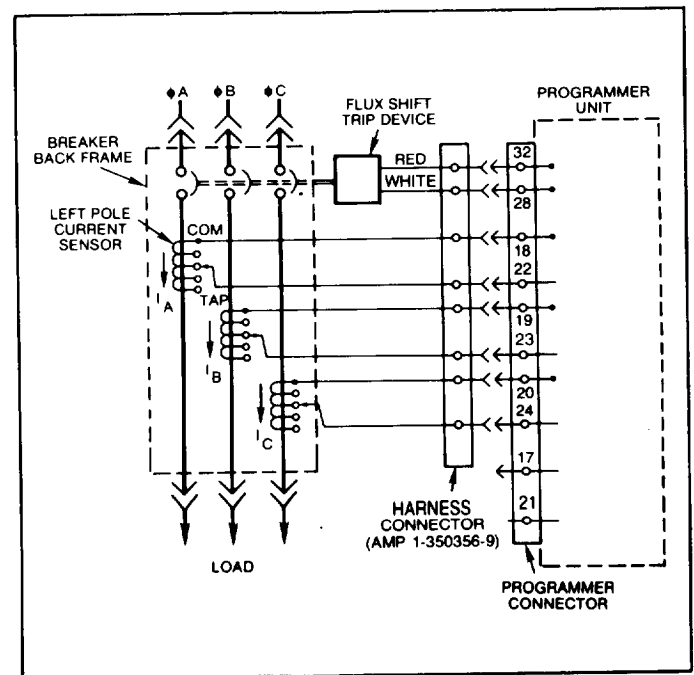 ϕA ϕB ϕC
FLUX SHIFT
TRIP DEVICE
PROGRAMMER
UNIT
BREAKER
BACK FRAME
RED
WHITE
32
28
LEFT POLE
CURRENT
SENSOR
COM
18
22
TAP
I A
19
23
I B
20
24
I C
17
21
HARNESS
CONNECTOR
(AMP 1-350356-9)
LOAD
PROGRAMMER
CONNECTOR